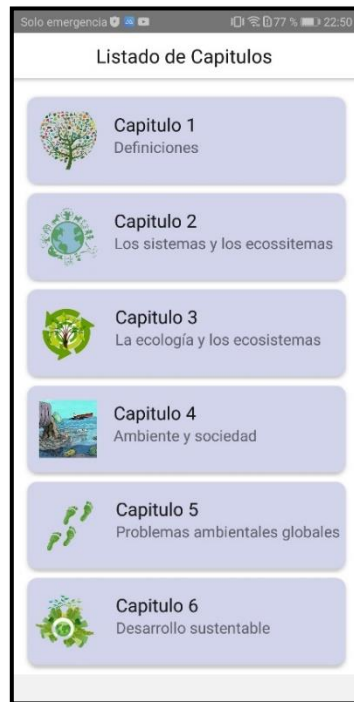 Solo emergencia 77 % 22:50
Listado de Capitulos
Capitulo 1
Definiciones
Capitulo 2
Los sistemas y los ecossitemas
Capitulo 3
La ecología y los ecosistemas
Capitulo 4
Ambiente y sociedad
Capitulo 5
Problemas ambientales globales
Capitulo 6
Desarrollo sustentable